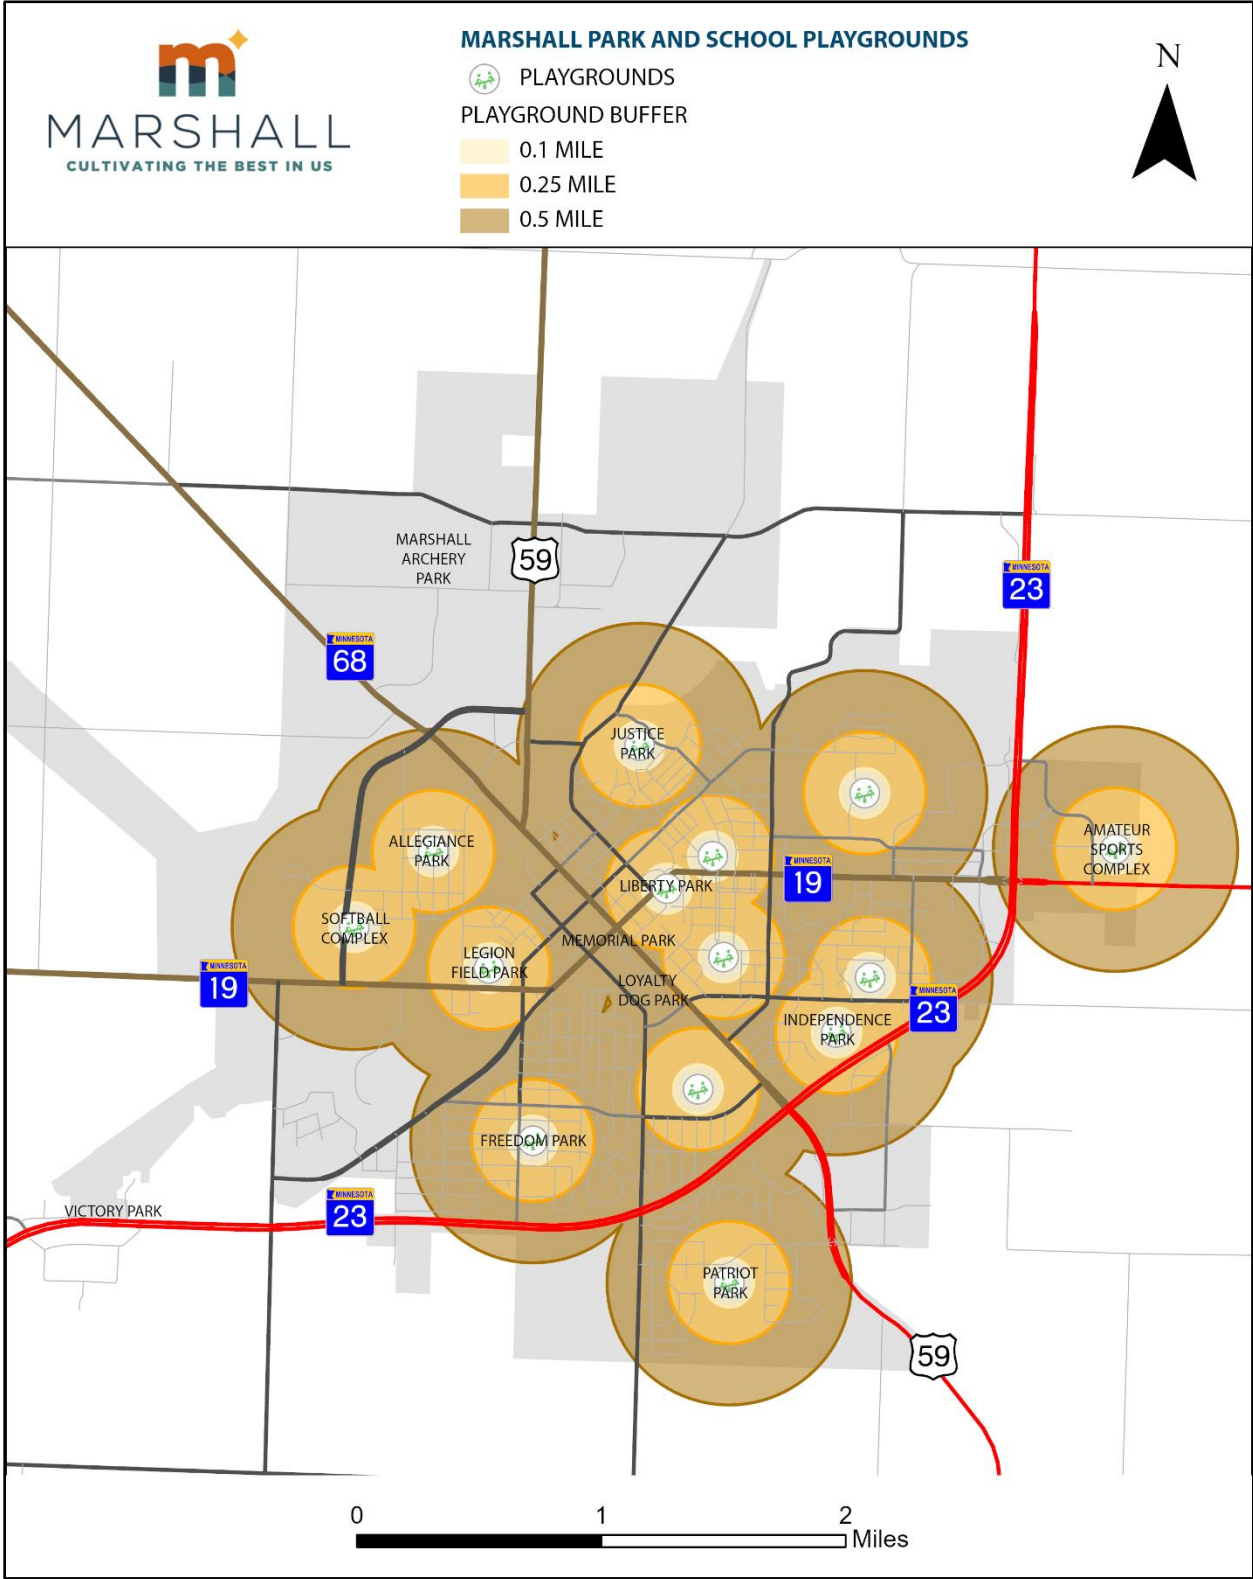 m
MARSHALL
CULTIVATING THE BEST IN US
MARSHALL PARK AND SCHOOL PLAYGROUNDS
PLAYGROUNDS
PLAYGROUND BUFFER
0.1 MILE
0.25 MILE
0.5 MILE
N
MARSHALL
ARCHERY
PARK
59
MINNESOTA
23
MINNESOTA
68
JUSTICE
PARK
ALLEGIANCE
PARK
AMATEUR
SPORTS
COMPLEX
MINNESOTA
19
LIBERTY PARK
SOFTBALL
COMPLEX
MEMORIAL PARK
LEGION
FIELD PARK
LOYALTY
DOG PARK
MINNESOTA
19
MINNESOTA
23
INDEPENDENCE
PARK
FREEDOM PARK
VICTORY PARK
MINNESOTA
23
PATRIOT
PARK
59
0 1 2
Miles